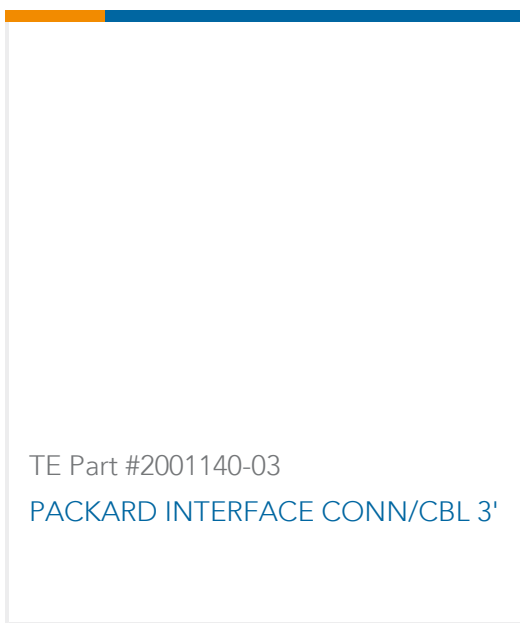 TE Part #2001140-03
PACKARD INTERFACE CONN/CBL 3'